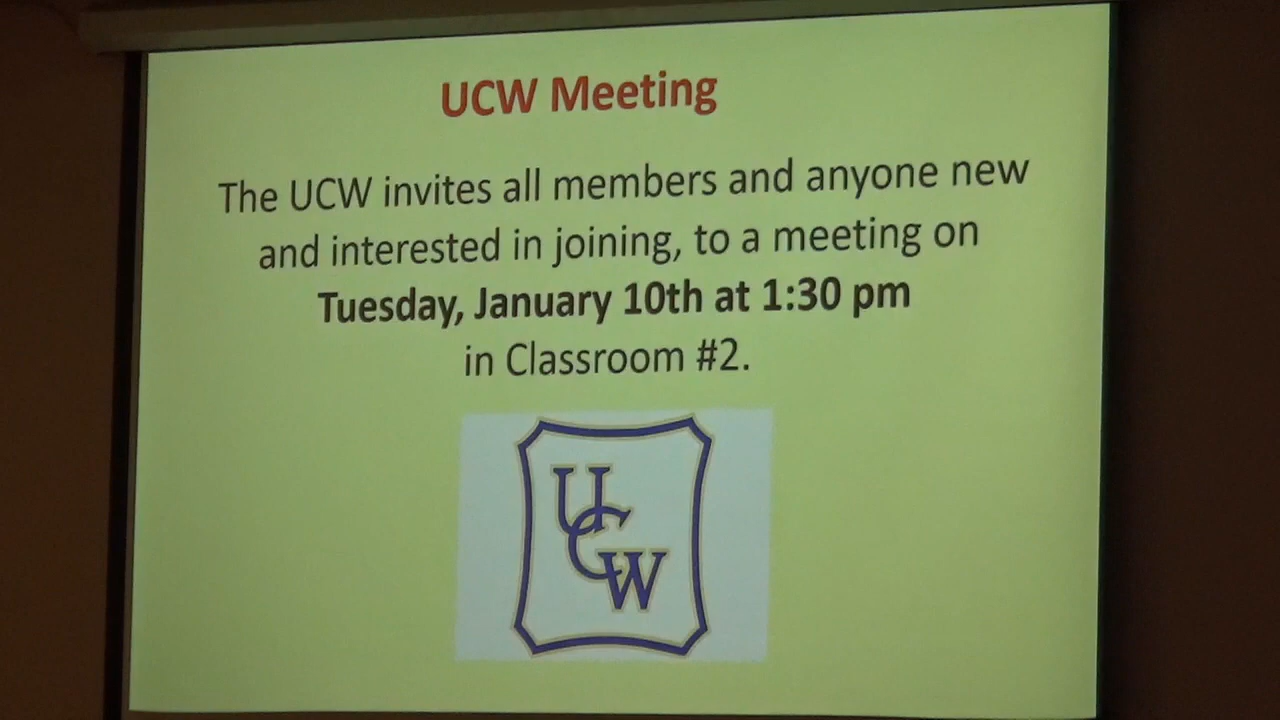 UCW Meeting
The UCW invites all members and anyone new
and interested in joining, to a meeting on
Tuesday, January 10th at 1:30 pm
in Classroom #2.
UCW